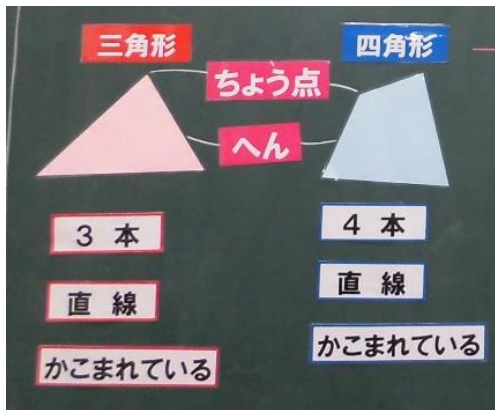 三角形
四角形
ちょう点
へん
3 本
直 線
かこまれている
4 本
直 線
かこまれている